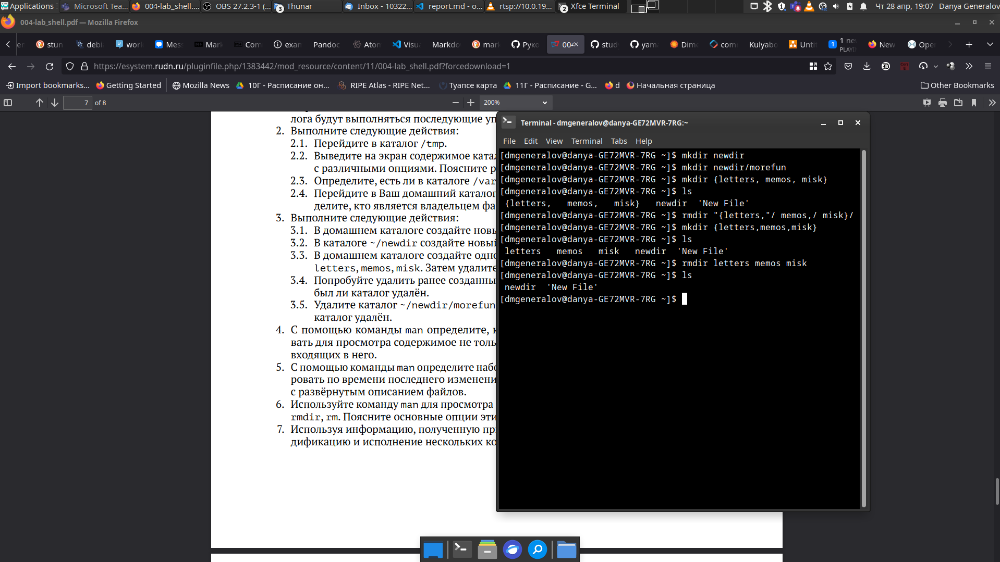 Applications
Microsoft Tea...
004-lab_shell....
OBS 27.2.3-1 (...
3 Thunar
Inbox - 10322...
report.md - o...
rtsp://10.0.19...
2 Xfce Terminal
Чт 28 апр, 19:07
Danya Generalov
004-lab_shell.pdf — Mozilla Firefox
stun
debi
worl
Mess
Mark
Com
exar
Pandoc
Aton
Visua
Markdo
mar
Руко
004
stud
yam
Dime
com
Kulyabo
Unti
1 ne
PLAYI
New
Ope
https://esystem.rudn.ru/pluginfile.php/1383442/mod_resource/content/11/004-lab_shell.pdf?forcedownload=1
Import bookmarks...
Getting Started
Mozilla News
10Г - Расписание он...
RIPE Atlas - RIPE Net...
Туапсе карта
11Г - Расписание - G...
d
Начальная страница
Other Bookmarks
7 of 8
200%
лога будут выполняться последующие уп
2. Выполните следующие действия:
2.1. Перейдите в каталог /tmp.
2.2. Выведите на экран содержимое ката
с различными опциями. Поясните р
2.3. Определите, есть ли в каталоге /var
2.4. Перейдите в Ваш домашний каталог
делите, кто является владельцем фа
3. Выполните следующие действия:
3.1. В домашнем каталоге создайте новы
3.2. В каталоге ~/newdir создайте новый
3.3. В домашнем каталоге создайте одно
letters, memos, misk. Затем удалите
3.4. Попробуйте удалить ранее созданны
был ли каталог удалён.
3.5. Удалите каталог ~/newdir/morefun
каталог удалён.
4. С помощью команды man определите, к
вать для просмотра содержимое не толь
входящих в него.
5. С помощью команды man определите набо
ровать по времени последнего изменени
с развёрнутым описанием файлов.
6. Используйте команду man для просмотра
rmdir, rm. Поясните основные опции эти
7. Используя информацию, полученную пр
дификацию и исполнение нескольких ко
Terminal - dmgeneralov@danya-GE72MVR-7RG:~
File Edit View Terminal Tabs Help
[dmgeneralov@danya-GE72MVR-7RG ~]$ mkdir newdir
[dmgeneralov@danya-GE72MVR-7RG ~]$ mkdir newdir/morefun
[dmgeneralov@danya-GE72MVR-7RG ~]$ mkdir {letters, memos, misk}
[dmgeneralov@danya-GE72MVR-7RG ~]$ ls
{letters,   memos,   misk}   newdir  'New File'
[dmgeneralov@danya-GE72MVR-7RG ~]$ rmdir "{letters,"/ memos,/ misk}/
[dmgeneralov@danya-GE72MVR-7RG ~]$ mkdir {letters,memos,misk}
[dmgeneralov@danya-GE72MVR-7RG ~]$ ls
letters   memos   misk   newdir  'New File'
[dmgeneralov@danya-GE72MVR-7RG ~]$ rmdir letters memos misk
[dmgeneralov@danya-GE72MVR-7RG ~]$ ls
newdir  'New File'
[dmgeneralov@danya-GE72MVR-7RG ~]$